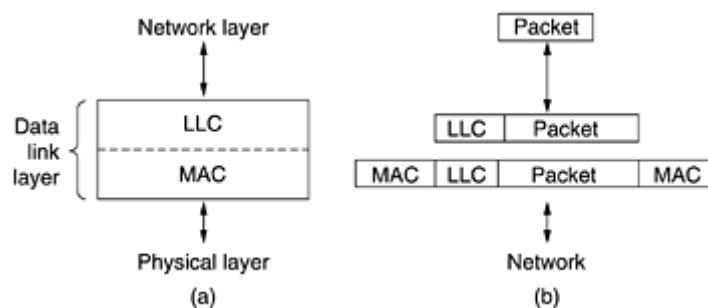 Network layer
Data
link
layer
LLC
MAC
Physical layer
(a)
Packet
LLC Packet
MAC LLC Packet MAC
Network
(b)